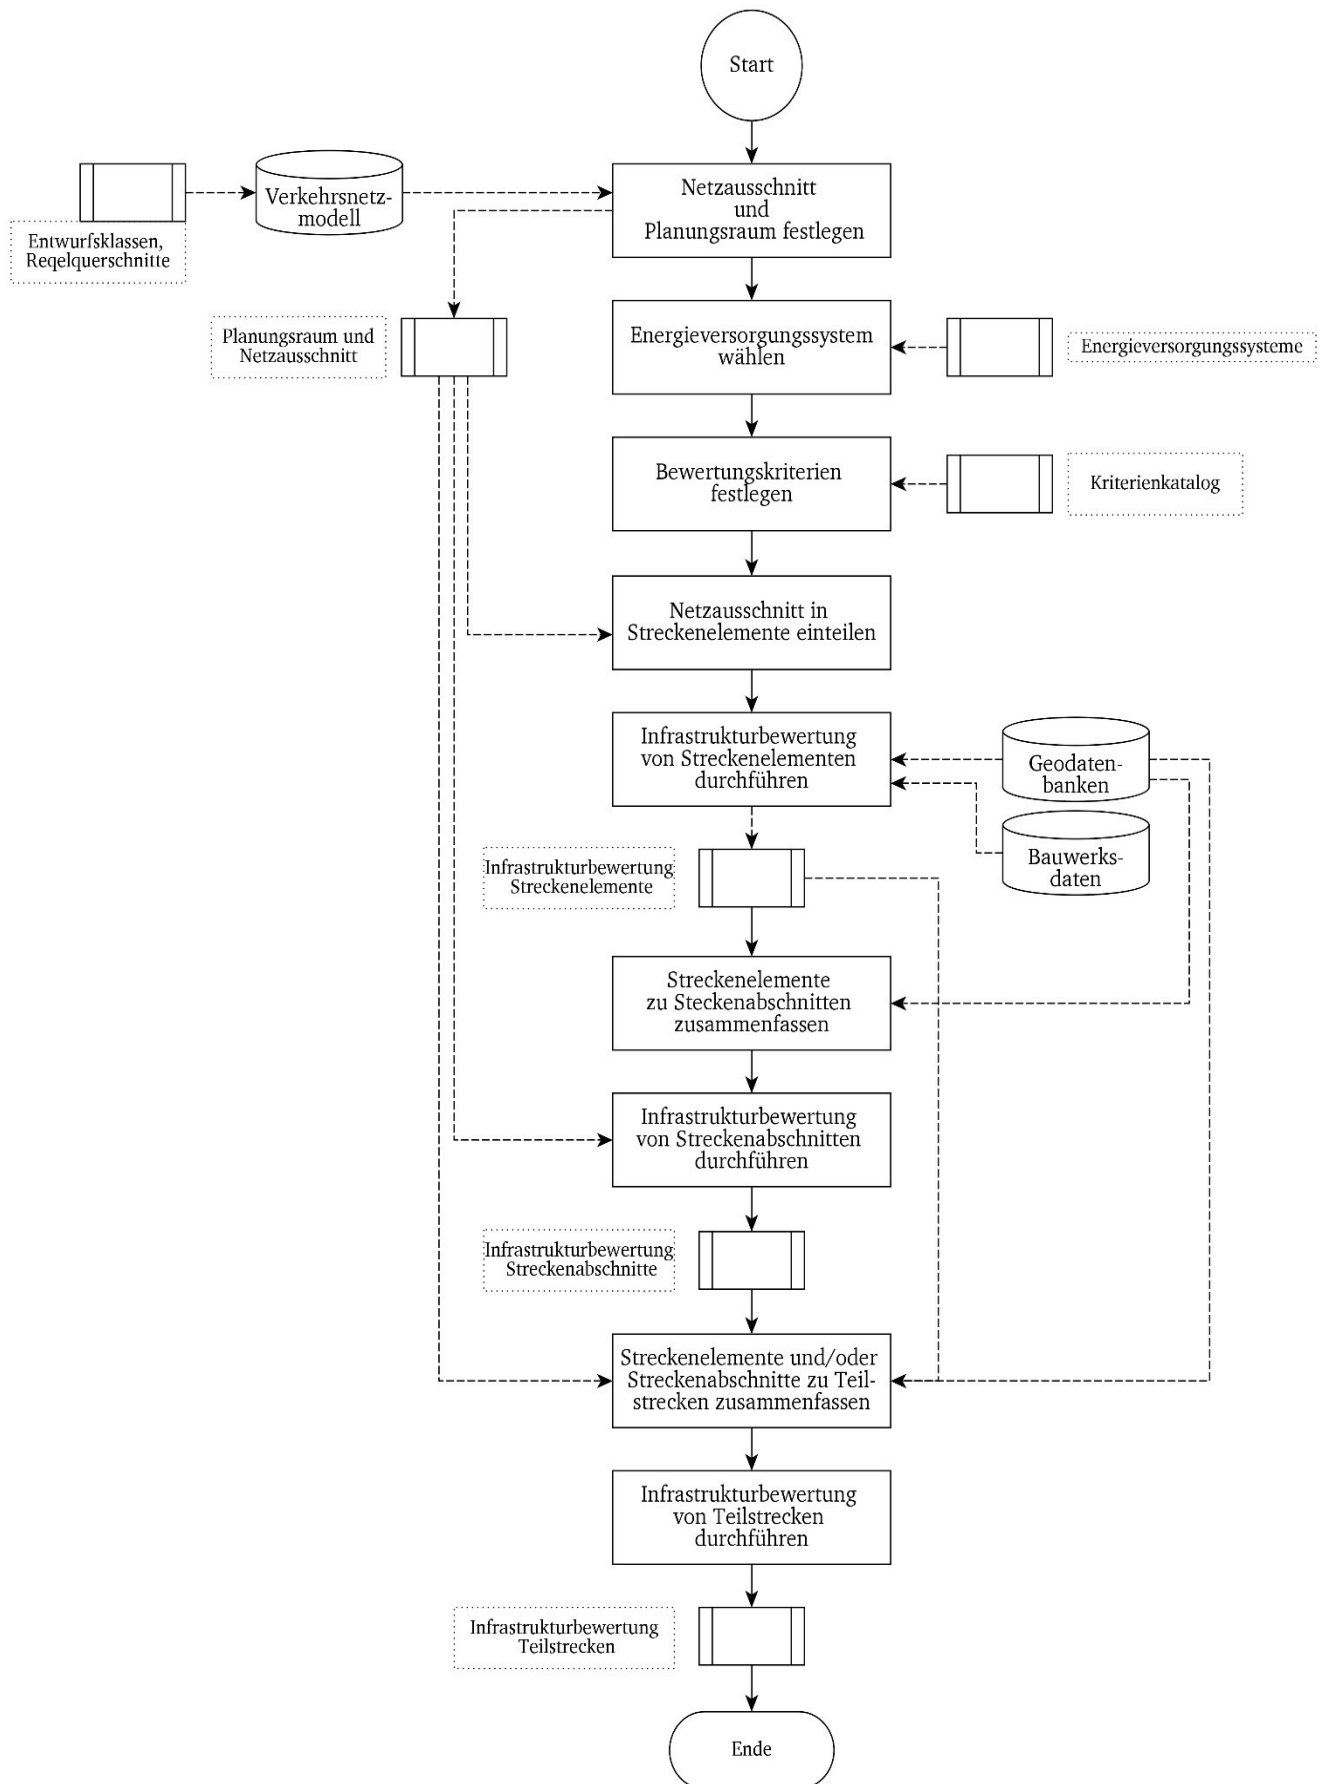 Start
Verkehrsnetz-
modell
Netzausschnitt
und
Planungsraum festlegen
Entwurfsklassen,
Reqelquerschnitte
Planungsraum und
Netzausschnitt
Energieversorgungssystem
wählen
Energieversorgungssysteme
Bewertungskriterien
festlegen
Kriterienkatalog
Netzausschnitt in
Streckenelemente einteilen
Infrastrukturbewertung
von Streckenelementen
durchführen
Geodaten-
banken
Bauwerks-
daten
Infrastrukturbewertung
Streckenelemente
Streckenelemente
zu Steckenabschnitten
zusammenfassen
Infrastrukturbewertung
von Streckenabschnitten
durchführen
Infrastrukturbewertung
Streckenabschnitte
Streckenelemente und/oder
Streckenabschnitte zu Teil-
strecken zusammenfassen
Infrastrukturbewertung
von Teilstrecken
durchführen
Infrastrukturbewertung
Teilstrecken
Ende